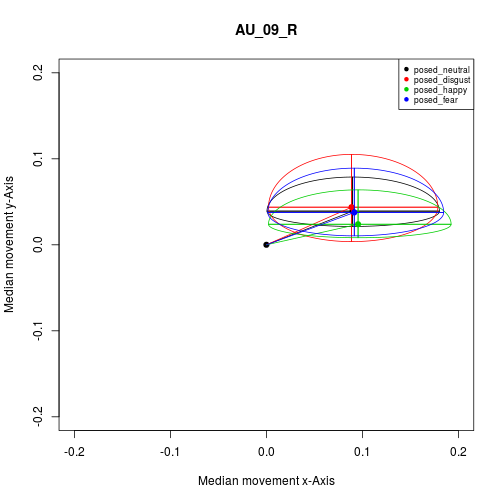 AU_09_R
posed_neutral
posed_disgust
posed_happy
posed_fear
Median movement y-Axis
0.2
0.1
0.0
-0.1
-0.2
-0.2
-0.1
0.0
0.1
0.2
Median movement x-Axis